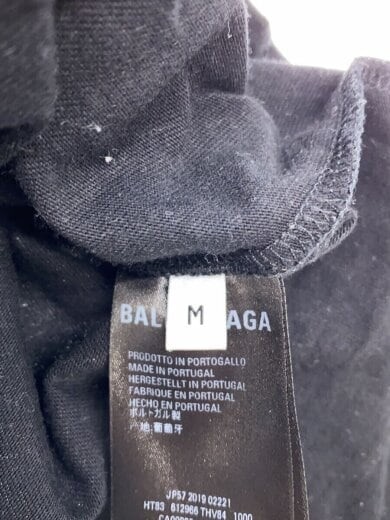 M
BAL AGA
PRODOTTO IN PORTOGALLO
MADE IN PORTUGAL
HERGESTELLT IN PORTUGAL
FABRIQUÉ EN PORTUGAL
HECHO EN PORTUGAL
ポルトガル製
产地:葡萄牙
JP57 2019 02221
HT83 612966 THV84 1000